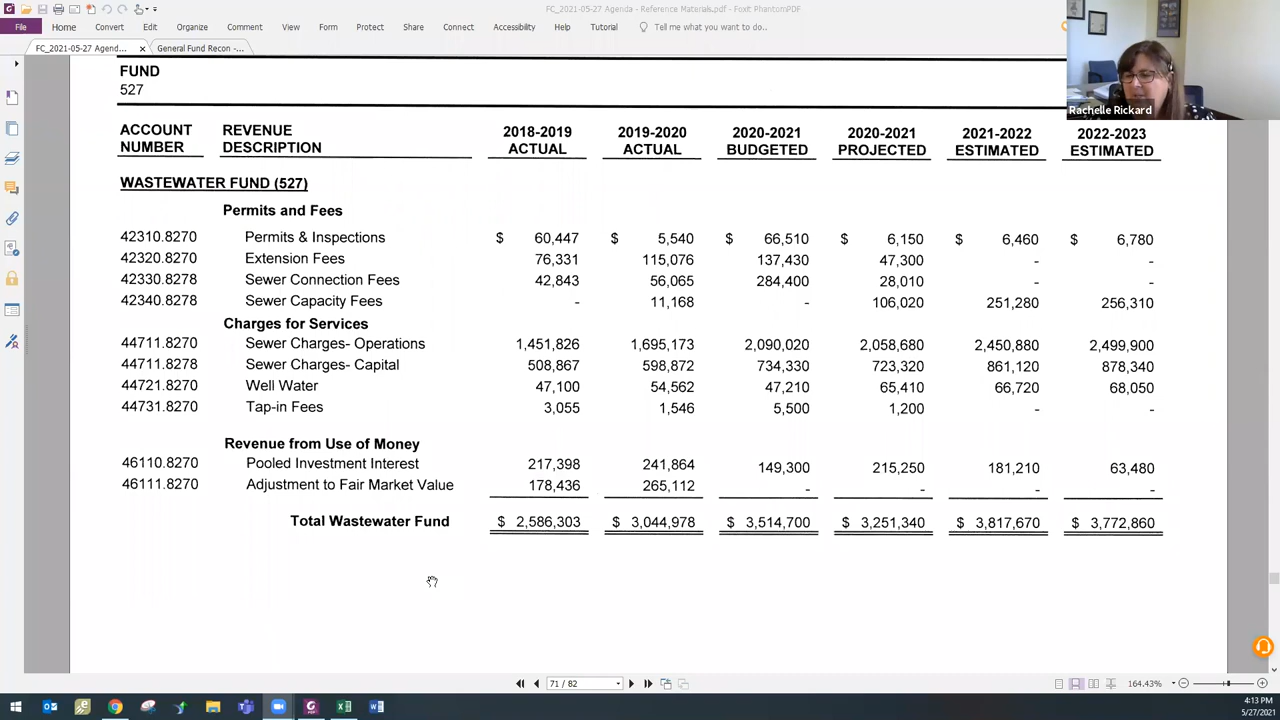 FC_2021-05-27 Agenda - Reference Materials.pdf - Foxit PhantomPDF
File Home Convert Edit Organize Comment View Form Protect Share Connect Accessibility Help Tutorial Tell me what you want to do...
FC_2021-05-27 Agend... × General Fund Recon -...
FUND
527
ACCOUNT NUMBER REVENUE DESCRIPTION 2018-2019 ACTUAL 2019-2020 ACTUAL 2020-2021 BUDGETED 2020-2021 PROJECTED 2021-2022 ESTIMATED 2022-2023 ESTIMATED
WASTEWATER FUND (527)
Permits and Fees
42310.8270 Permits & Inspections $ 60,447 $ 5,540 $ 66,510 $ 6,150 $ 6,460 $ 6,780
42320.8270 Extension Fees 76,331 115,076 137,430 47,300 - -
42330.8278 Sewer Connection Fees 42,843 56,065 284,400 28,010 - -
42340.8278 Sewer Capacity Fees - 11,168 - 106,020 251,280 256,310
Charges for Services
44711.8270 Sewer Charges- Operations 1,451,826 1,695,173 2,090,020 2,058,680 2,450,880 2,499,900
44711.8278 Sewer Charges- Capital 508,867 598,872 734,330 723,320 861,120 878,340
44721.8270 Well Water 47,100 54,562 47,210 65,410 66,720 68,050
44731.8270 Tap-in Fees 3,055 1,546 5,500 1,200 - -
Revenue from Use of Money
46110.8270 Pooled Investment Interest 217,398 241,864 149,300 215,250 181,210 63,480
46111.8270 Adjustment to Fair Market Value 178,436 265,112 - - - -
Total Wastewater Fund $ 2,586,303 $ 3,044,978 $ 3,514,700 $ 3,251,340 $ 3,817,670 $ 3,772,860
Rachelle Rickard
71 / 82
164.43%
4:13 PM
5/27/2021